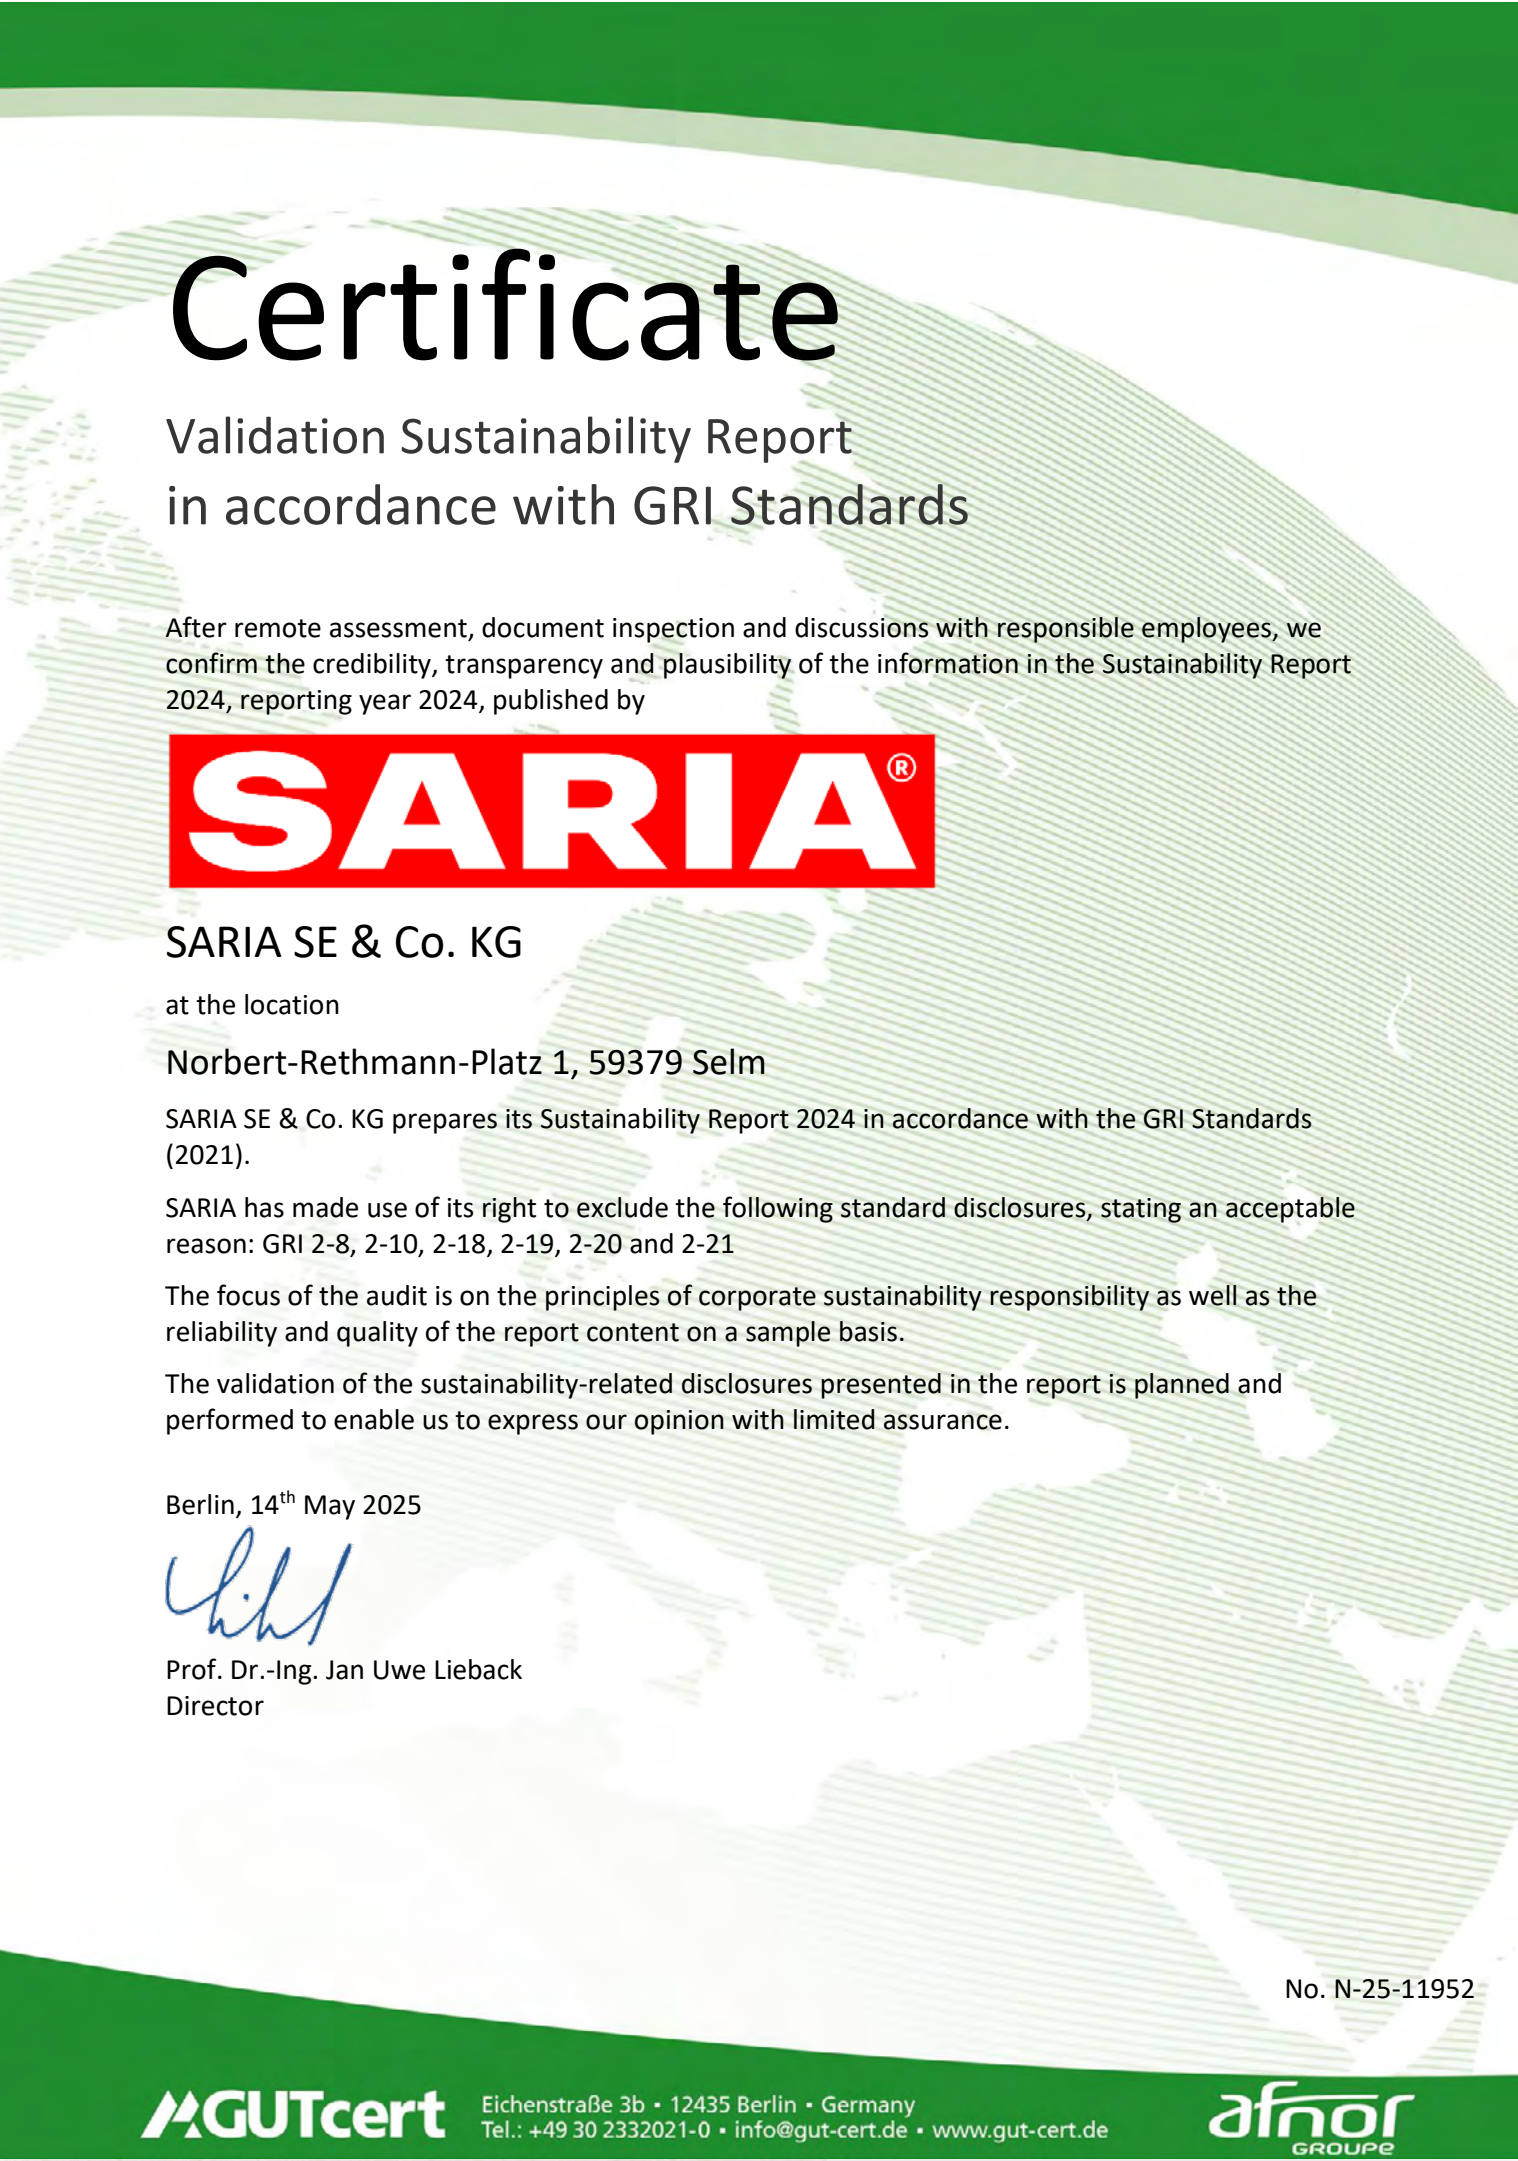 Certificate
Validation Sustainability Report
in accordance with GRI Standards
After remote assessment, document inspection and discussions with responsible employees, we
confirm the credibility, transparency and plausibility of the information in the Sustainability Report
2024, reporting year 2024, published by
SARIA®
SARIA SE & Co. KG
at the location
Norbert-Rethmann-Platz 1, 59379 Selm
SARIA SE & Co. KG prepares its Sustainability Report 2024 in accordance with the GRI Standards
(2021).
SARIA has made use of its right to exclude the following standard disclosures, stating an acceptable
reason: GRI 2-8, 2-10, 2-18, 2-19, 2-20 and 2-21
The focus of the audit is on the principles of corporate sustainability responsibility as well as the
reliability and quality of the report content on a sample basis.
The validation of the sustainability-related disclosures presented in the report is planned and
performed to enable us to express our opinion with limited assurance.
Berlin, 14th May 2025
Prof. Dr.-Ing. Jan Uwe Lieback
Director
No. N-25-11952
GUTcert
Eichenstraße 3b ▪ 12435 Berlin ▪ Germany
Tel.: +49 30 2332021-0 ▪ info@gut-cert.de ▪ www.gut-cert.de
afnor
GROUPE